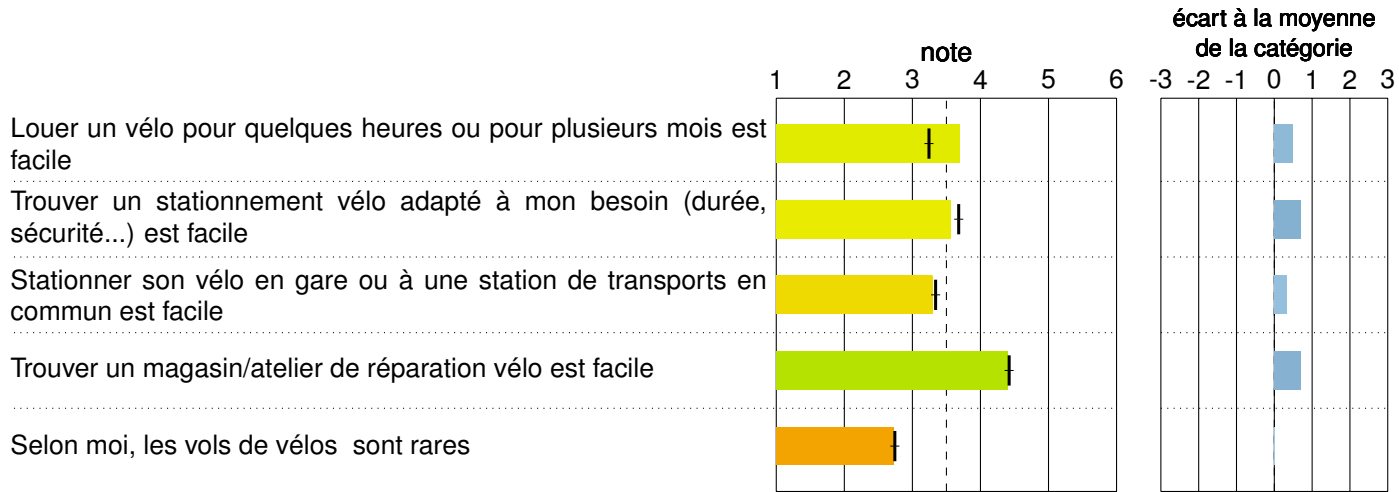 écart à la moyenne
note de la catégorie
1 2 3 4 5 6 -3 -2 -1 0 1 2 3
Louer un vélo pour quelques heures ou pour plusieurs mois est
facile
Trouver un stationnement vélo adapté à mon besoin (durée,
sécurité...) est facile
Stationner son vélo en gare ou à une station de transports en
commun est facile
Trouver un magasin/atelier de réparation vélo est facile
Selon moi, les vols de vélos sont rares